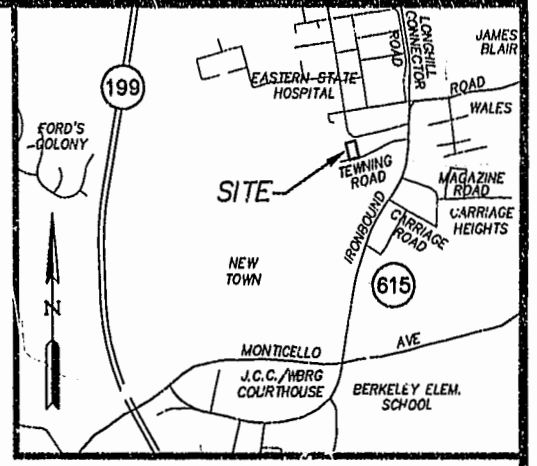 LONGHILL
CONNECTOR
ROAD
JAMES
BLAIR
ROAD
199
EASTERN STATE
HOSPITAL
WALES
FORD'S
COLONY
SITE
TEWNING
ROAD
MAGAZINE
ROAD
CARRIAGE
HEIGHTS
CARRIAGE
ROAD
IRONBOUND
NEW
TOWN
615
N
MONTICELLO
AVE
J.C.C./WBRG
COURTHOUSE
BERKELEY ELEM.
SCHOOL